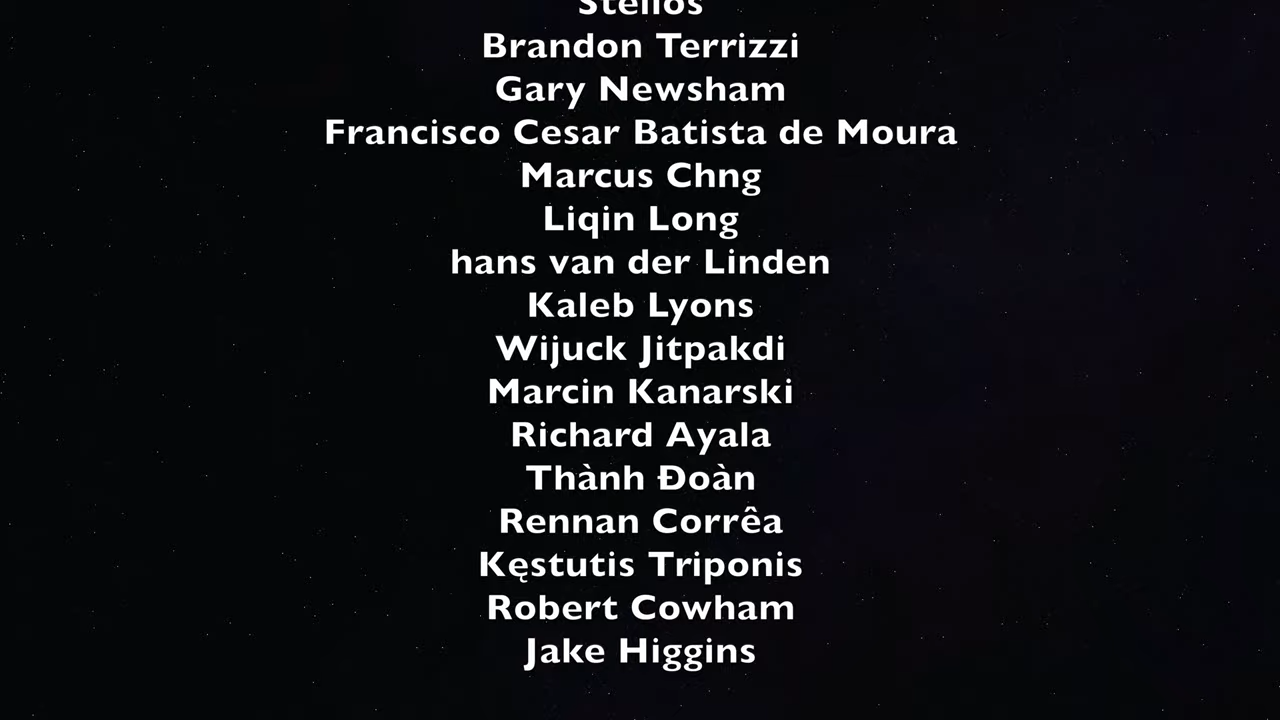 Stelios
Brandon Terrizzi
Gary Newsham
Francisco Cesar Batista de Moura
Marcus Chng
Liqin Long
hans van der Linden
Kaleb Lyons
Wijuck Jitpakdi
Marcin Kanarski
Richard Ayala
Thành Đoàn
Rennan Corrêa
Kęstutis Triponis
Robert Cowham
Jake Higgins